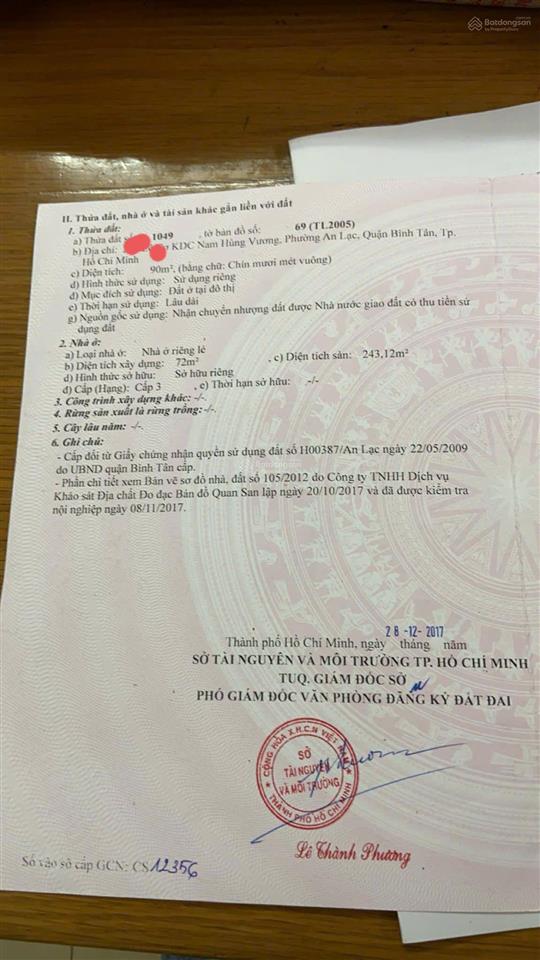 Batdongsan
by PropertyGuru
II. Thửa đất, nhà ở và tài sản khác gắn liền với đất
1. Thửa đất:
a) Thửa đất 1049 , tờ bản đồ số: 69 (TL2005)
b) Địa chỉ: KDC Nam Hùng Vương, Phường An Lạc, Quận Bình Tân, Tp.
Hồ Chí Minh
c) Diện tích: 90m², (bằng chữ: Chín mươi mét vuông)
d) Hình thức sử dụng: Sử dụng riêng
đ) Mục đích sử dụng: Đất ở tại đô thị
e) Thời hạn sử dụng: Lâu dài
g) Nguồn gốc sử dụng: Nhận chuyển nhượng đất được Nhà nước giao đất có thu tiền sử
dụng đất
2. Nhà ở:
a) Loại nhà ở: Nhà ở riêng lẻ
b) Diện tích xây dựng: 72m² , c) Diện tích sàn: 243,12m²
d) Hình thức sở hữu: Sở hữu riêng
đ) Cấp (Hạng): Cấp 3 , e) Thời hạn sở hữu: -/-
3. Công trình xây dựng khác: -/-
4. Rừng sản xuất là rừng trồng:-/-.
5. Cây lâu năm: -/-
6. Ghi chú:
- Cấp đổi từ Giấy chứng nhận quyền sử dụng đất số H00387/An Lạc ngày 22/05/2009
do UBND quận Bình Tân cấp.
-Phần chi tiết xem Bản vẽ sơ đồ nhà, đất số 105/2012 do Công ty TNHH Dịch vụ
Khảo sát Địa chất Đo đạc Bản đồ Quan San lập ngày 20/10/2017 và đã được kiểm tra
nội nghiệp ngày 08/11/2017.
28-12-2017
Thành phố Hồ Chí Minh, ngày tháng năm
SỞ TÀI NGUYÊN VÀ MÔI TRƯỜNG TP. HỒ CHÍ MINH
TUQ. GIÁM ĐỐC SỞ
PHÓ GIÁM ĐỐC VĂN PHÒNG ĐĂNG KÝ ĐẤT ĐAI
CỘNG HÒA X.H.C.N VIỆT NAM
SỞ
TÀI NGUYÊN
VÀ MÔI TRƯỜNG
THÀNH PHỐ HỒ CHÍ MINH
Lê Thành Phương
Số vào sổ cấp GCN: CS12356